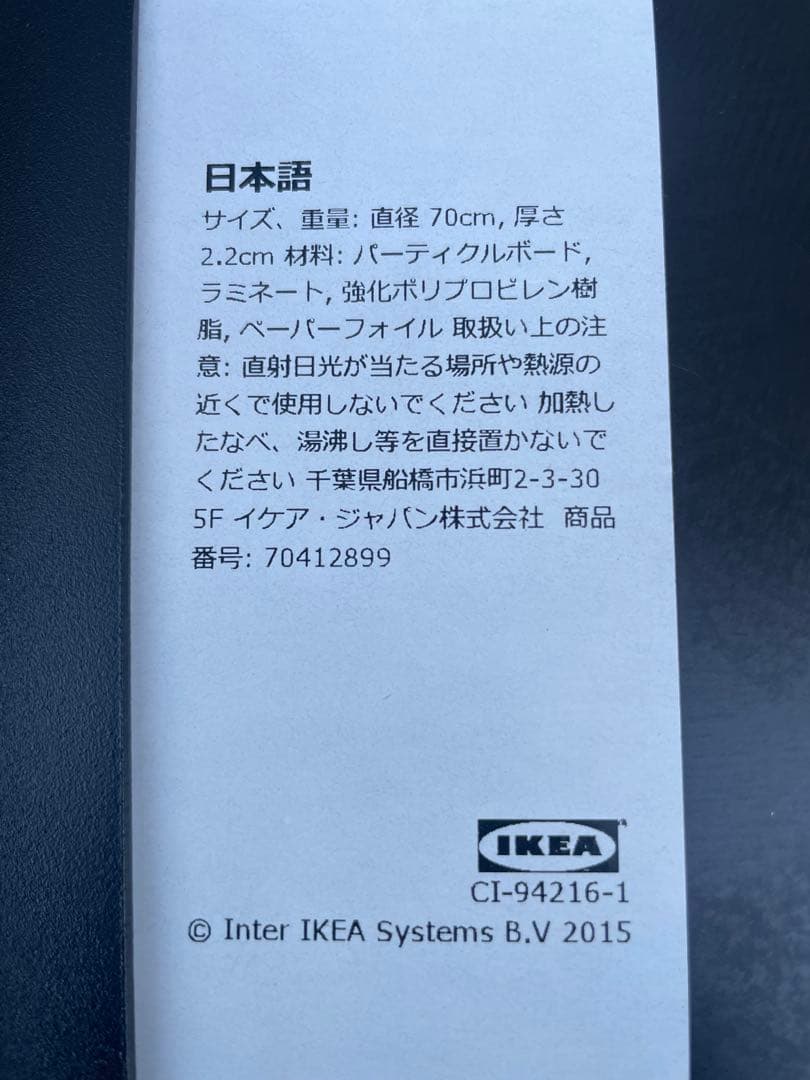 日本語
サイズ、重量: 直径 70cm, 厚さ
2.2cm 材料: パーティクルボード,
ラミネート, 強化ポリプロピレン樹
脂, ペーパーフォイル 取扱い上の注
意: 直射日光が当たる場所や熱源の
近くで使用しないでください 加熱し
たなべ、湯沸し等を直接置かないで
ください 千葉県船橋市浜町2-3-30
5F イケア・ジャパン株式会社 商品
番号: 70412899
IKEA
CI-94216-1
© Inter IKEA Systems B.V 2015